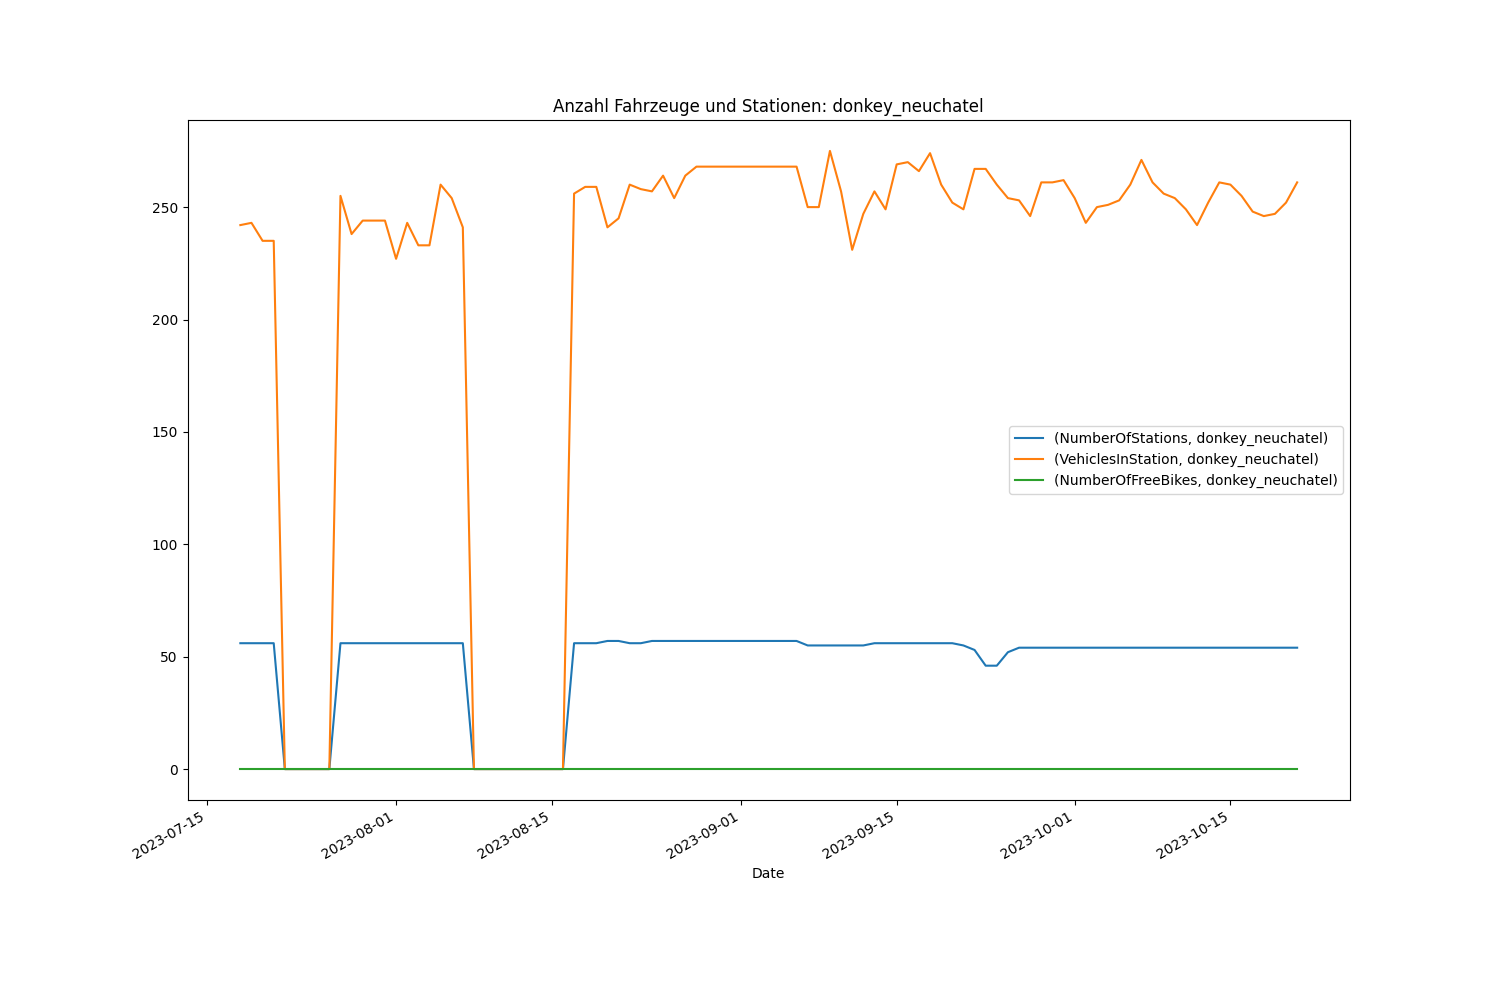 Anzahl Fahrzeuge und Stationen: donkey_neuchatel
250
200
150
100
50
0
(NumberOfStations, donkey_neuchatel)
(VehiclesInStation, donkey_neuchatel)
(NumberOfFreeBikes, donkey_neuchatel)
2023-07-15
2023-08-01
2023-08-15
2023-09-01
2023-09-15
2023-10-01
2023-10-15
Date